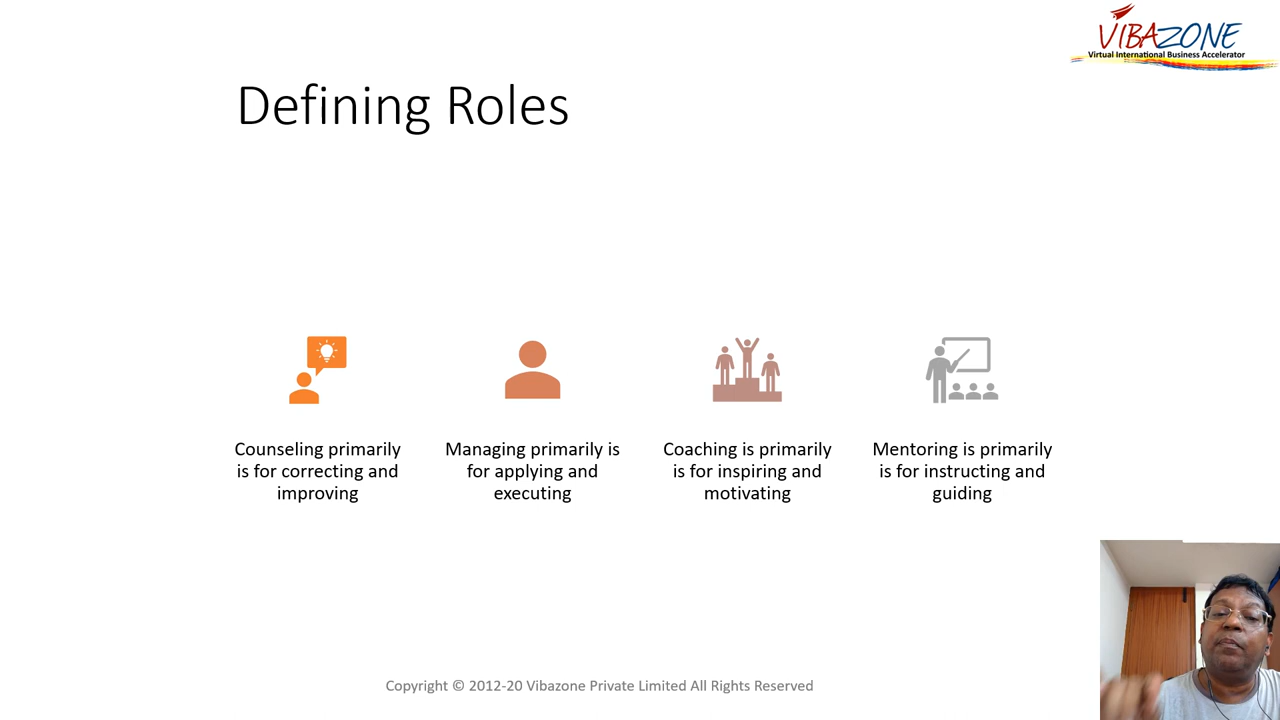 VIBAZONE
Virtual International Business Accelerator
Defining Roles
Counseling primarily
is for correcting and
improving
Managing primarily is
for applying and
executing
Coaching is primarily
is for inspiring and
motivating
Mentoring is primarily
is for instructing and
guiding
Copyright © 2012-20 Vibazone Private Limited All Rights Reserved